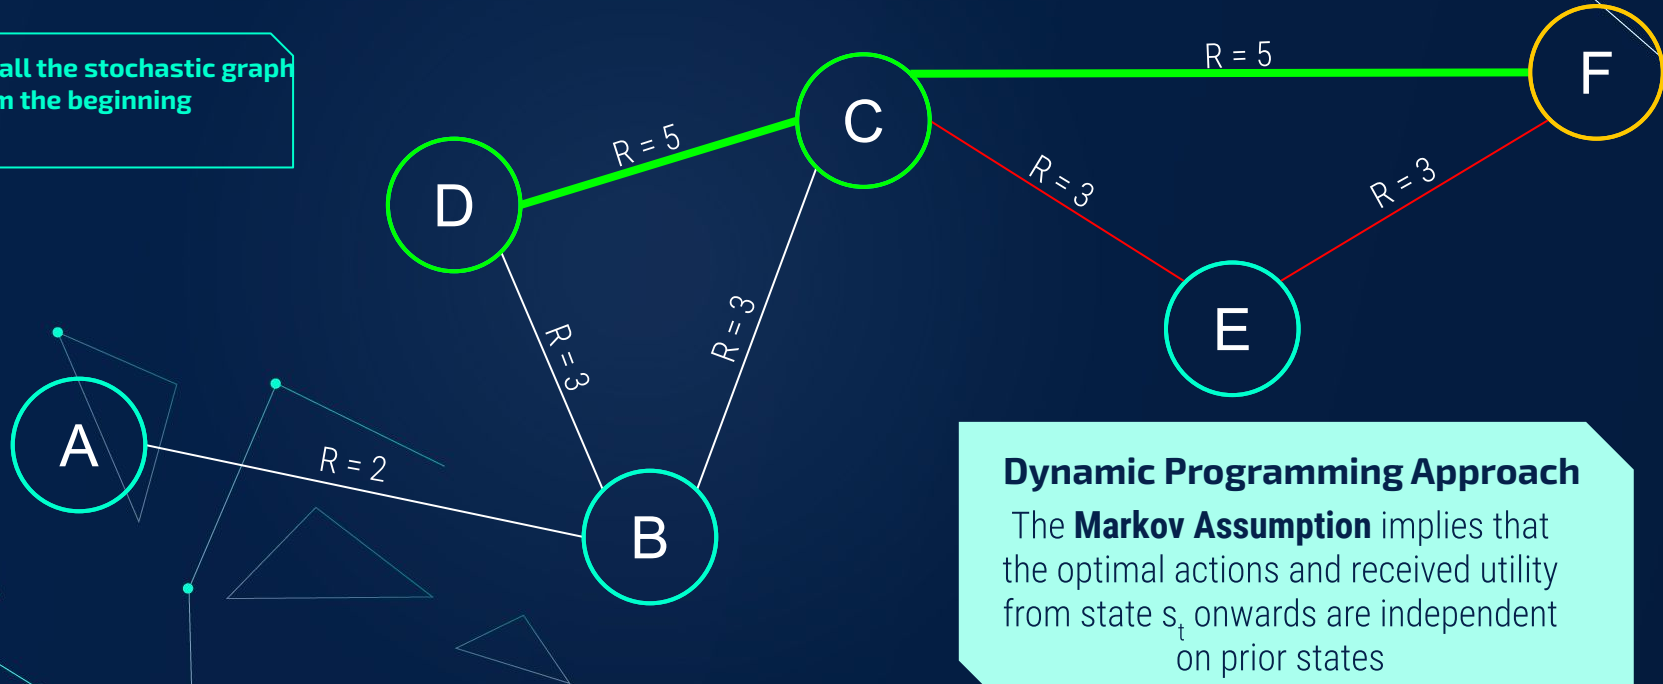 all the stochastic graph
m the beginning
R = 5
F
C
R = 5
D
R = 3
R = 3
E
R = 3
R = 3
A
R = 2
B
Dynamic Programming Approach
The Markov Assumption implies that
the optimal actions and received utility
from state s_t onwards are independent
on prior states